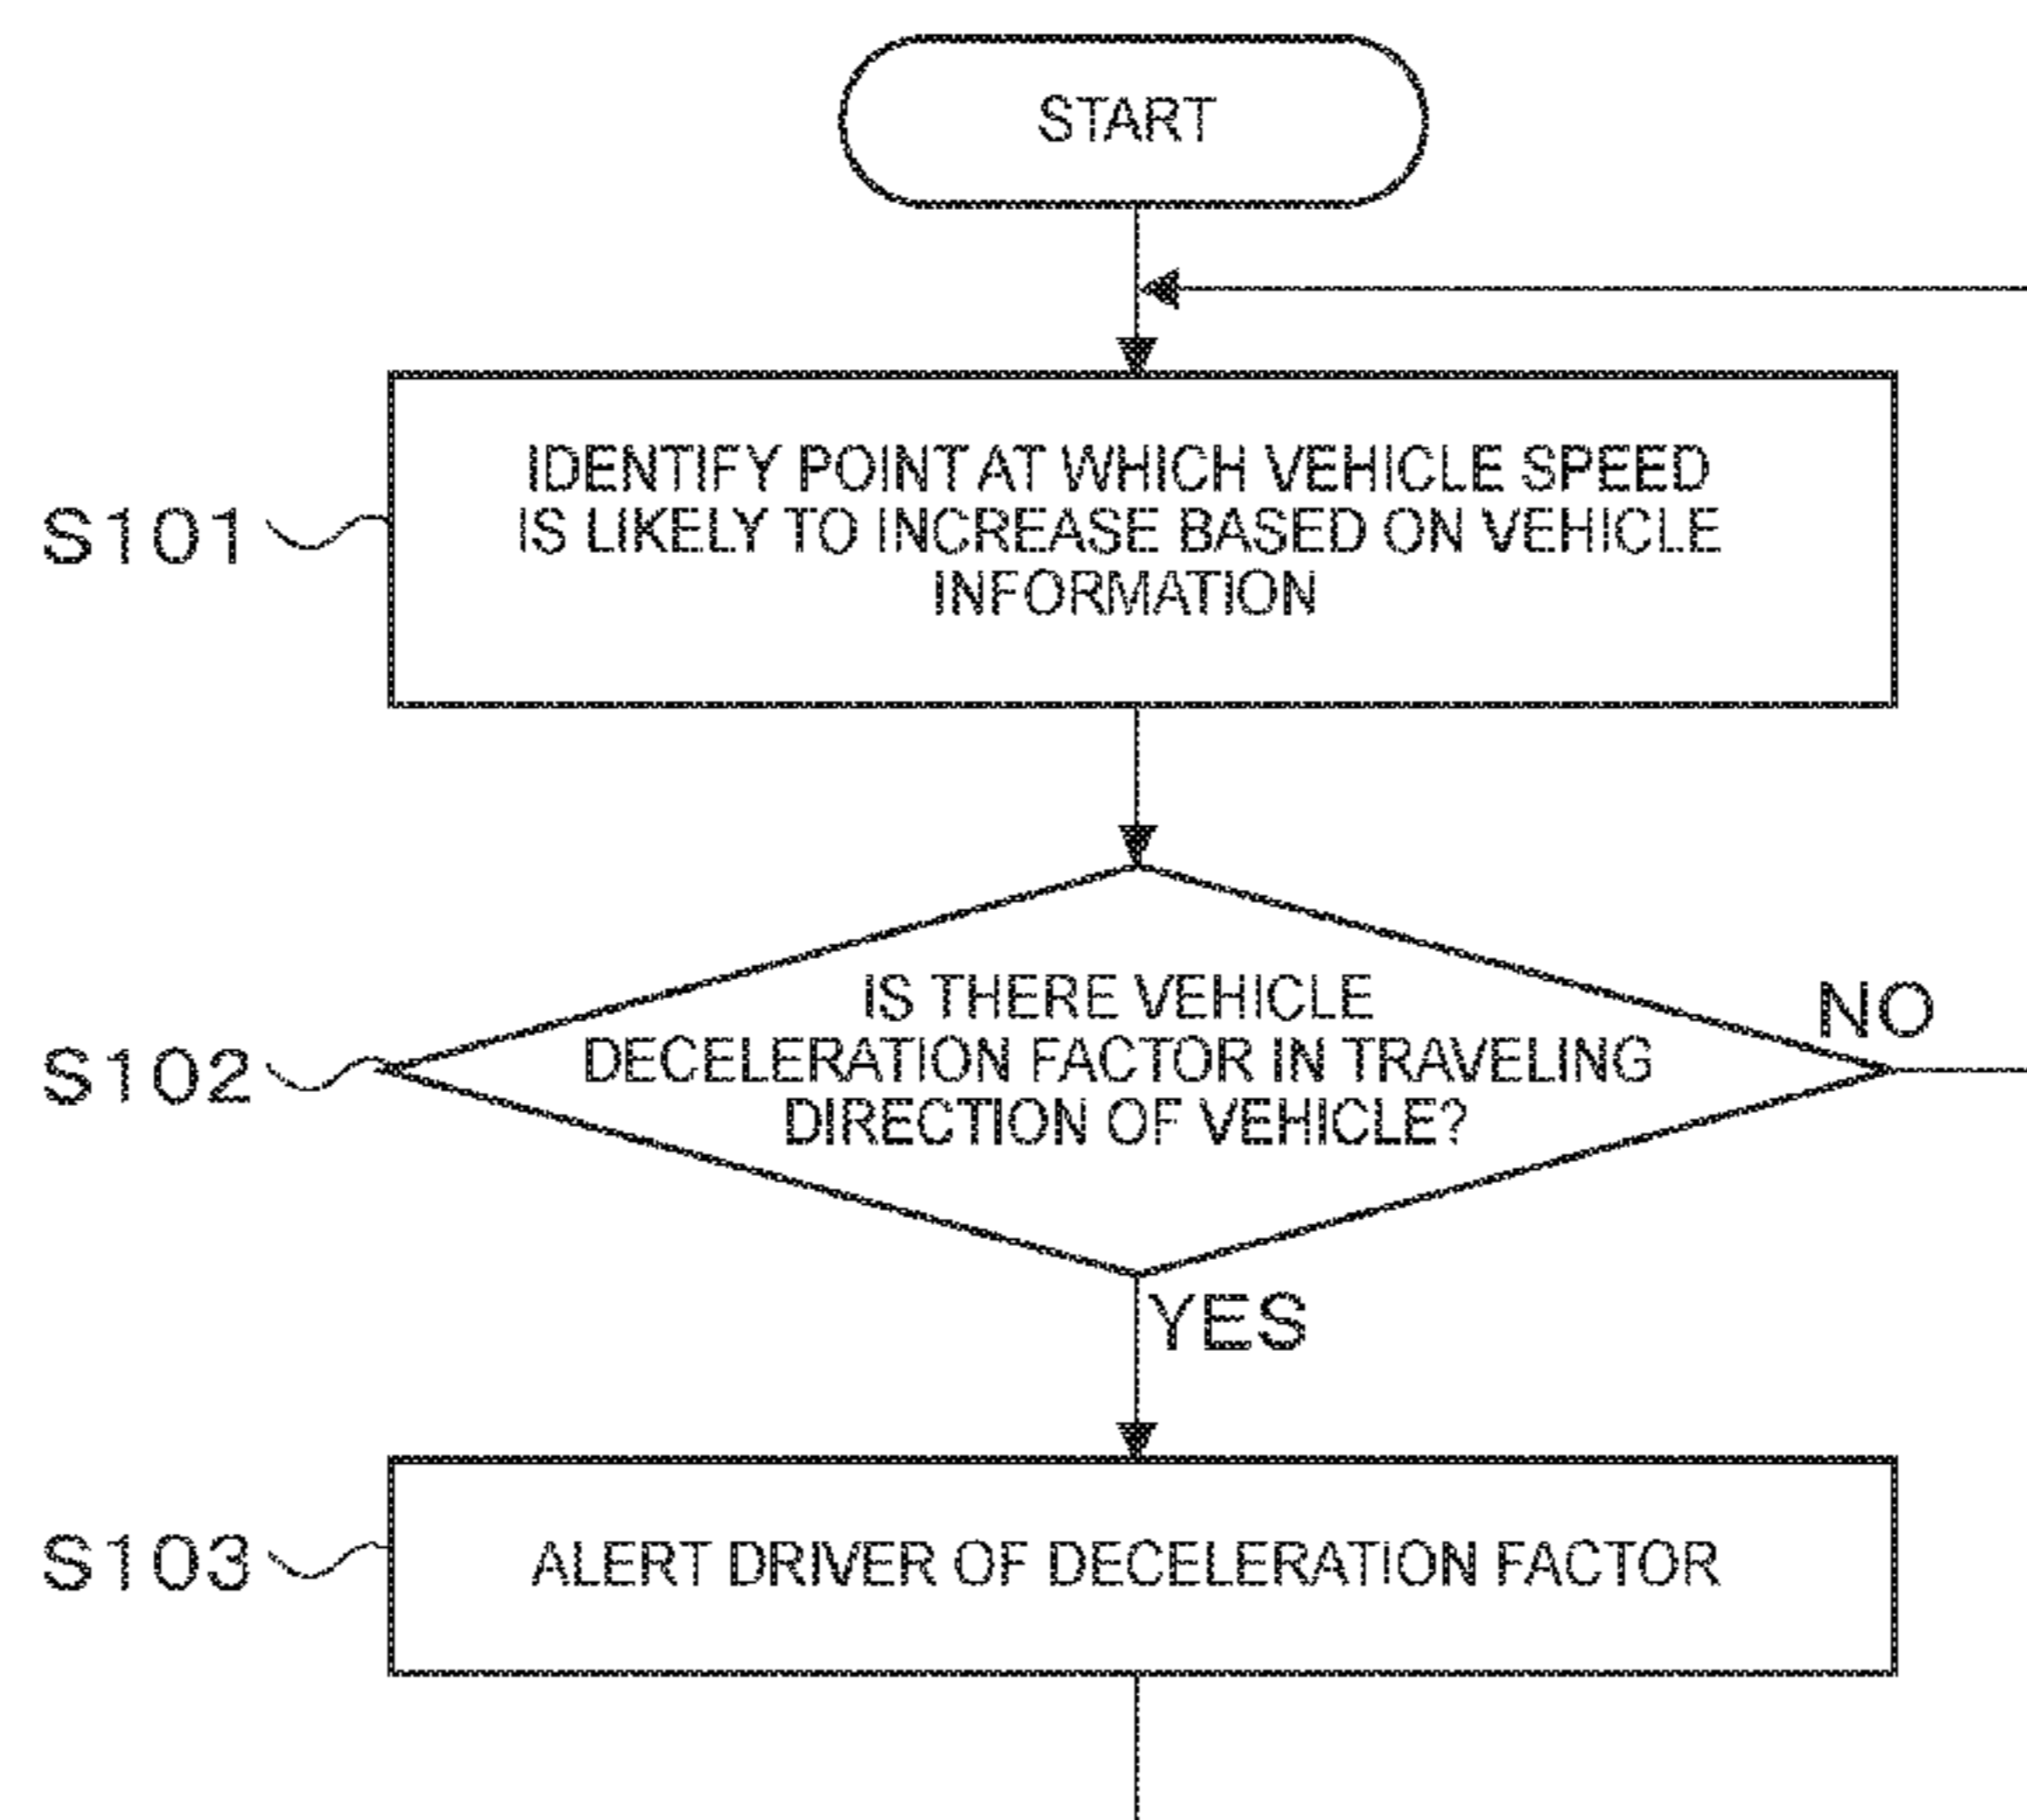 START
IDENTIFY POINT AT WHICH VEHICLE SPEED
IS LIKELY TO INCREASE BASED ON VEHICLE
INFORMATION
S101
IS THERE VEHICLE
DECELERATION FACTOR IN TRAVELING
DIRECTION OF VEHICLE?
NO
S102
YES
S103
ALERT DRIVER OF DECELERATION FACTOR